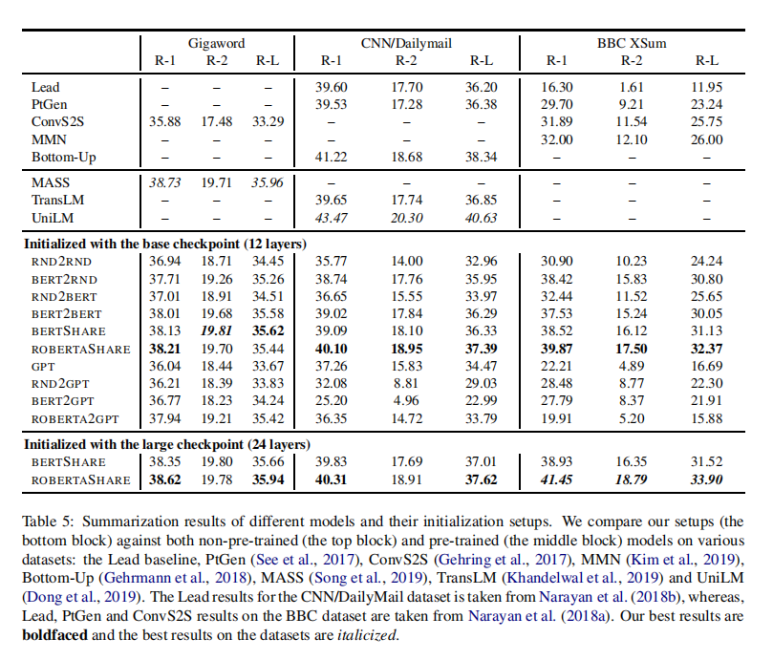 Gigaword CNN/Dailymail BBC XSum
R-1 R-2 R-L R-1 R-2 R-L R-1 R-2 R-L
Lead – – – 39.60 17.70 36.20 16.30 1.61 11.95
PtGen – – – 39.53 17.28 36.38 29.70 9.21 23.24
ConvS2S 35.88 17.48 33.29 – – – 31.89 11.54 25.75
MMN – – – – – – 32.00 12.10 26.00
Bottom-Up – – – 41.22 18.68 38.34 – – –
MASS 38.73 19.71 35.96 – – – – – –
TransLM – – – 39.65 17.74 36.85 – – –
UniLM – – – 43.47 20.30 40.63 – – –
Initialized with the base checkpoint (12 layers)
RND2RND 36.94 18.71 34.45 35.77 14.00 32.96 30.90 10.23 24.24
BERT2RND 37.71 19.26 35.26 38.74 17.76 35.95 38.42 15.83 30.80
RND2BERT 37.01 18.91 34.51 36.65 15.55 33.97 32.44 11.52 25.65
BERT2BERT 38.01 19.68 35.58 39.02 17.84 36.29 37.53 15.24 30.05
BERTSHARE 38.13 19.81 35.62 39.09 18.10 36.33 38.52 16.12 31.13
ROBERTASHARE 38.21 19.70 35.44 40.10 18.95 37.39 39.87 17.50 32.37
GPT 36.04 18.44 33.67 37.26 15.83 34.47 22.21 4.89 16.69
RND2GPT 36.21 18.39 33.83 32.08 8.81 29.03 28.48 8.77 22.30
BERT2GPT 36.77 18.23 34.24 25.20 4.96 22.99 27.79 8.37 21.91
ROBERTA2GPT 37.94 19.21 35.42 36.35 14.72 33.79 19.91 5.20 15.88
Initialized with the large checkpoint (24 layers)
BERTSHARE 38.35 19.80 35.66 39.83 17.69 37.01 38.93 16.35 31.52
ROBERTASHARE 38.62 19.78 35.94 40.31 18.91 37.62 41.45 18.79 33.90
Table 5: Summarization results of different models and their initialization setups. We compare our setups (the
bottom block) against both non-pre-trained (the top block) and pre-trained (the middle block) models on various
datasets: the Lead baseline, PtGen (See et al., 2017), ConvS2S (Gehring et al., 2017), MMN (Kim et al., 2019),
Bottom-Up (Gehrmann et al., 2018), MASS (Song et al., 2019), TransLM (Khandelwal et al., 2019) and UniLM
(Dong et al., 2019). The Lead results for the CNN/DailyMail dataset is taken from Narayan et al. (2018b), whereas,
Lead, PtGen and ConvS2S results on the BBC dataset are taken from Narayan et al. (2018a). Our best results are
boldfaced and the best results on the datasets are italicized.